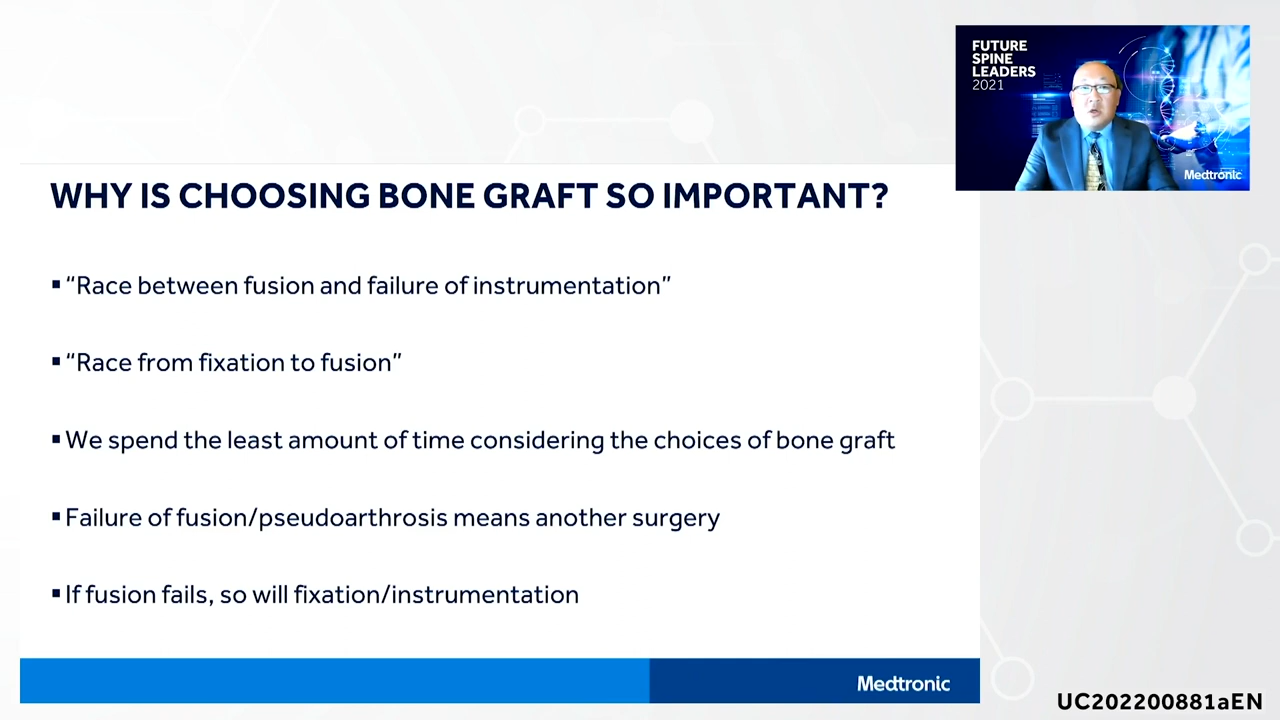 FUTURE
SPINE
LEADERS
2021
Medtronic
WHY IS CHOOSING BONE GRAFT SO IMPORTANT?
▪ “Race between fusion and failure of instrumentation”
▪ “Race from fixation to fusion”
▪ We spend the least amount of time considering the choices of bone graft
▪ Failure of fusion/pseudoarthrosis means another surgery
▪ If fusion fails, so will fixation/instrumentation
Medtronic
UC202200881aEN